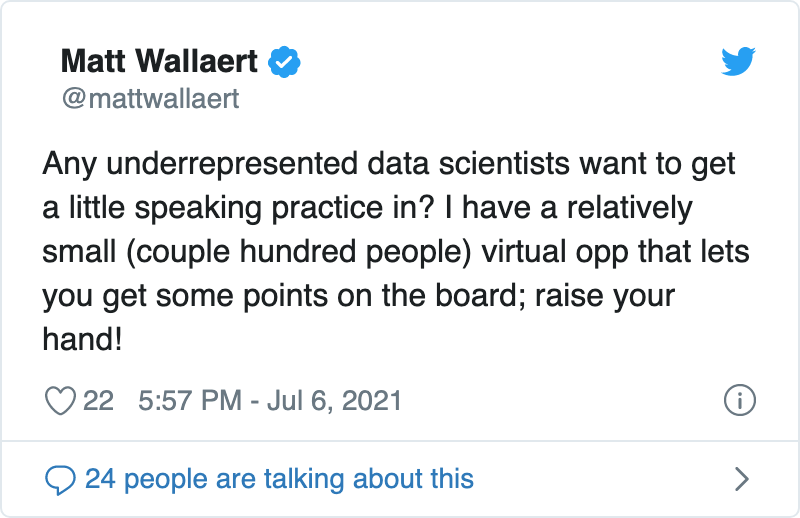 Matt Wallaert
@mattwallaert
Any underrepresented data scientists want to get
a little speaking practice in? I have a relatively
small (couple hundred people) virtual opp that lets
you get some points on the board; raise your
hand!
22 5:57 PM - Jul 6, 2021
24 people are talking about this